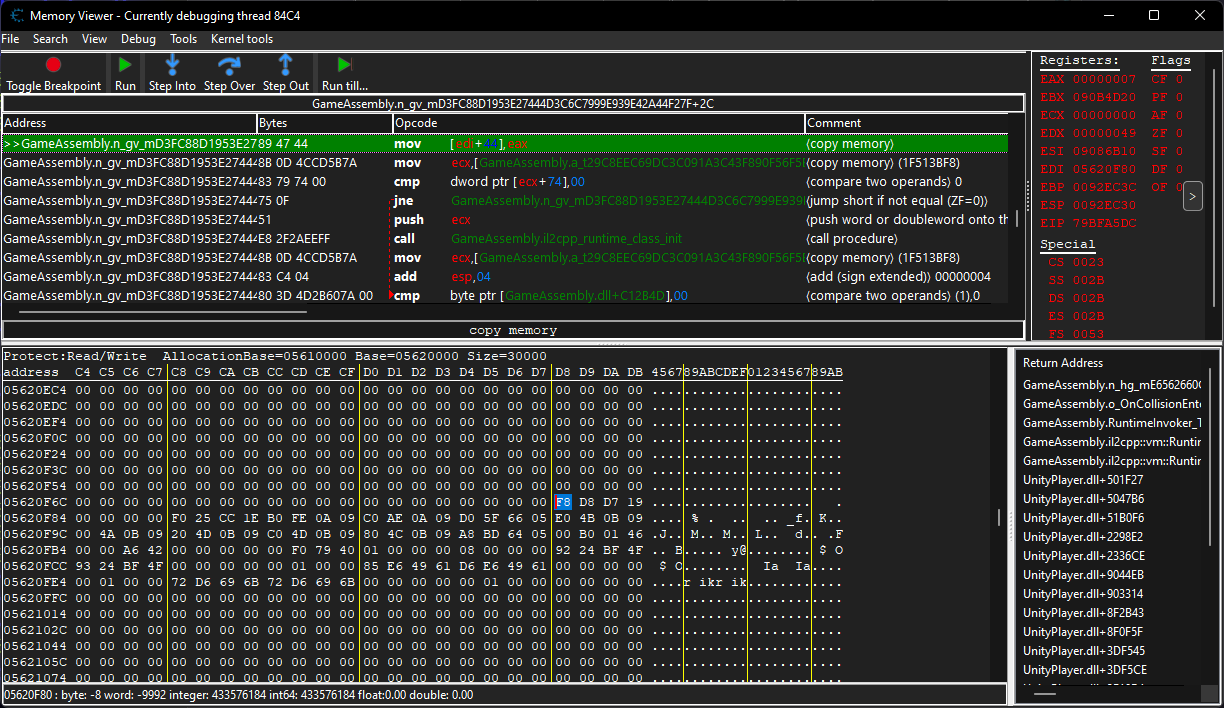 Memory Viewer - Currently debugging thread 84C4
File Search View Debug Tools Kernel tools
Toggle Breakpoint Run Step Into Step Over Step Out Run till...
GameAssembly.n_gv_mD3FC88D1953E27444D3C6C7999E939E42A44F27F+2C
Address Bytes Opcode Comment
>>GameAssembly.n_gv_mD3FC88D1953E27 89 47 44 mov [edi+44],eax (copy memory)
GameAssembly.n_gv_mD3FC88D1953E2744 8B 0D 4CCD5B7A mov ecx,[GameAssembly.a_t29C8EEC69DC3C091A3C43F890F56F5 (copy memory) (1F513BF8)
GameAssembly.n_gv_mD3FC88D1953E2744 83 79 74 00 cmp dword ptr [ecx+74],00 (compare two operands) 0
GameAssembly.n_gv_mD3FC88D1953E2744 75 0F jne GameAssembly.n_gv_mD3FC88D1953E27444D3C6C7999E939 (jump short if not equal (ZF=0))
GameAssembly.n_gv_mD3FC88D1953E2744 51 push ecx (push word or doubleword onto th
GameAssembly.n_gv_mD3FC88D1953E2744 E8 2F2AEEFF call GameAssembly.il2cpp_runtime_class_init (call procedure)
GameAssembly.n_gv_mD3FC88D1953E2744 8B 0D 4CCD5B7A mov ecx,[GameAssembly.a_t29C8EEC69DC3C091A3C43F890F56F5 (copy memory) (1F513BF8)
GameAssembly.n_gv_mD3FC88D1953E2744 83 C4 04 add esp,04 (add (sign extended)) 00000004
GameAssembly.n_gv_mD3FC88D1953E2744 80 3D 4D2B607A 00 cmp byte ptr [GameAssembly.dll+C12B4D],00 (compare two operands) (1),0
copy memory
Registers: Flags
EAX 00000007 CF 0
EBX 090B4D20 PF 0
ECX 00000000 AF 0
EDX 00000049 ZF 0
ESI 09086B10 SF 0
EDI 05620F80 DF 0
EBP 0092EC3C OF 0
ESP 0092EC30
EIP 79BFA5DC
>
Special
CS 0023
SS 002B
DS 002B
ES 002B
FS 0053
Protect:Read/Write AllocationBase=05610000 Base=05620000 Size=30000
address C4 C5 C6 C7 C8 C9 CA CB CC CD CE CF D0 D1 D2 D3 D4 D5 D6 D7 D8 D9 DA DB 456789ABCDEF0123456789AB
05620EC4 00 00 00 00 00 00 00 00 00 00 00 00 00 00 00 00 00 00 00 00 00 00 00 00 ........................
05620EDC 00 00 00 00 00 00 00 00 00 00 00 00 00 00 00 00 00 00 00 00 00 00 00 00 ........................
05620EF4 00 00 00 00 00 00 00 00 00 00 00 00 00 00 00 00 00 00 00 00 00 00 00 00 ........................
05620F0C 00 00 00 00 00 00 00 00 00 00 00 00 00 00 00 00 00 00 00 00 00 00 00 00 ........................
05620F24 00 00 00 00 00 00 00 00 00 00 00 00 00 00 00 00 00 00 00 00 00 00 00 00 ........................
05620F3C 00 00 00 00 00 00 00 00 00 00 00 00 00 00 00 00 00 00 00 00 00 00 00 00 ........................
05620F54 00 00 00 00 00 00 00 00 00 00 00 00 00 00 00 00 00 00 00 00 00 00 00 00 ........................
05620F6C 00 00 00 00 00 00 00 00 00 00 00 00 00 00 00 00 00 00 00 00 F8 D8 D7 19 ....................
05620F84 00 00 00 00 F0 25 CC 1E B0 FE 0A 09 C0 AE 0A 09 D0 5F 66 05 E0 4B 0B 09 .... % . .. .. _f. K..
05620F9C 00 4A 0B 09 20 4D 0B 09 C0 4D 0B 09 80 4C 0B 09 A8 BD 64 05 00 B0 01 46 .J.. M.. M.. L.. d. . .F
05620FB4 00 00 A6 42 00 00 00 00 00 F0 79 40 01 00 00 00 08 00 00 00 92 24 BF 4F .. B..... y@......... $ O
05620FCC 93 24 BF 4F 00 00 00 00 00 01 00 00 85 E6 49 61 D6 E6 49 61 00 00 00 00 $ O........ Ia Ia....
05620FE4 00 01 00 00 72 D6 69 6B 72 D6 69 6B 00 00 00 00 00 01 00 00 00 00 00 00 ....r ikr ik............
05620FFC 00 00 00 00 00 00 00 00 00 00 00 00 00 00 00 00 00 00 00 00 00 00 00 00 ........................
05621014 00 00 00 00 00 00 00 00 00 00 00 00 00 00 00 00 00 00 00 00 00 00 00 00 ........................
0562102C 00 00 00 00 00 00 00 00 00 00 00 00 00 00 00 00 00 00 00 00 00 00 00 00 ........................
05621044 00 00 00 00 00 00 00 00 00 00 00 00 00 00 00 00 00 00 00 00 00 00 00 00 ........................
0562105C 00 00 00 00 00 00 00 00 00 00 00 00 00 00 00 00 00 00 00 00 00 00 00 00 ........................
05621074 00 00 00 00 00 00 00 00 00 00 00 00 00 00 00 00 00 00 00 00 00 00 00 00 ........................
05620F80 : byte: -8 word: -9992 integer: 433576184 int64: 433576184 float:0.00 double: 0.00
Return Address
GameAssembly.n_hg_mE6562660
GameAssembly.o_OnCollisionEnte
GameAssembly.RuntimeInvoker_T
GameAssembly.il2cpp::vm::Runtir
GameAssembly.il2cpp::vm::Runtir
UnityPlayer.dll+501F27
UnityPlayer.dll+5047B6
UnityPlayer.dll+51B0F6
UnityPlayer.dll+2298E2
UnityPlayer.dll+2336CE
UnityPlayer.dll+9044EB
UnityPlayer.dll+903314
UnityPlayer.dll+8F2B43
UnityPlayer.dll+8F0F5F
UnityPlayer.dll+3DF545
UnityPlayer.dll+3DF5CE